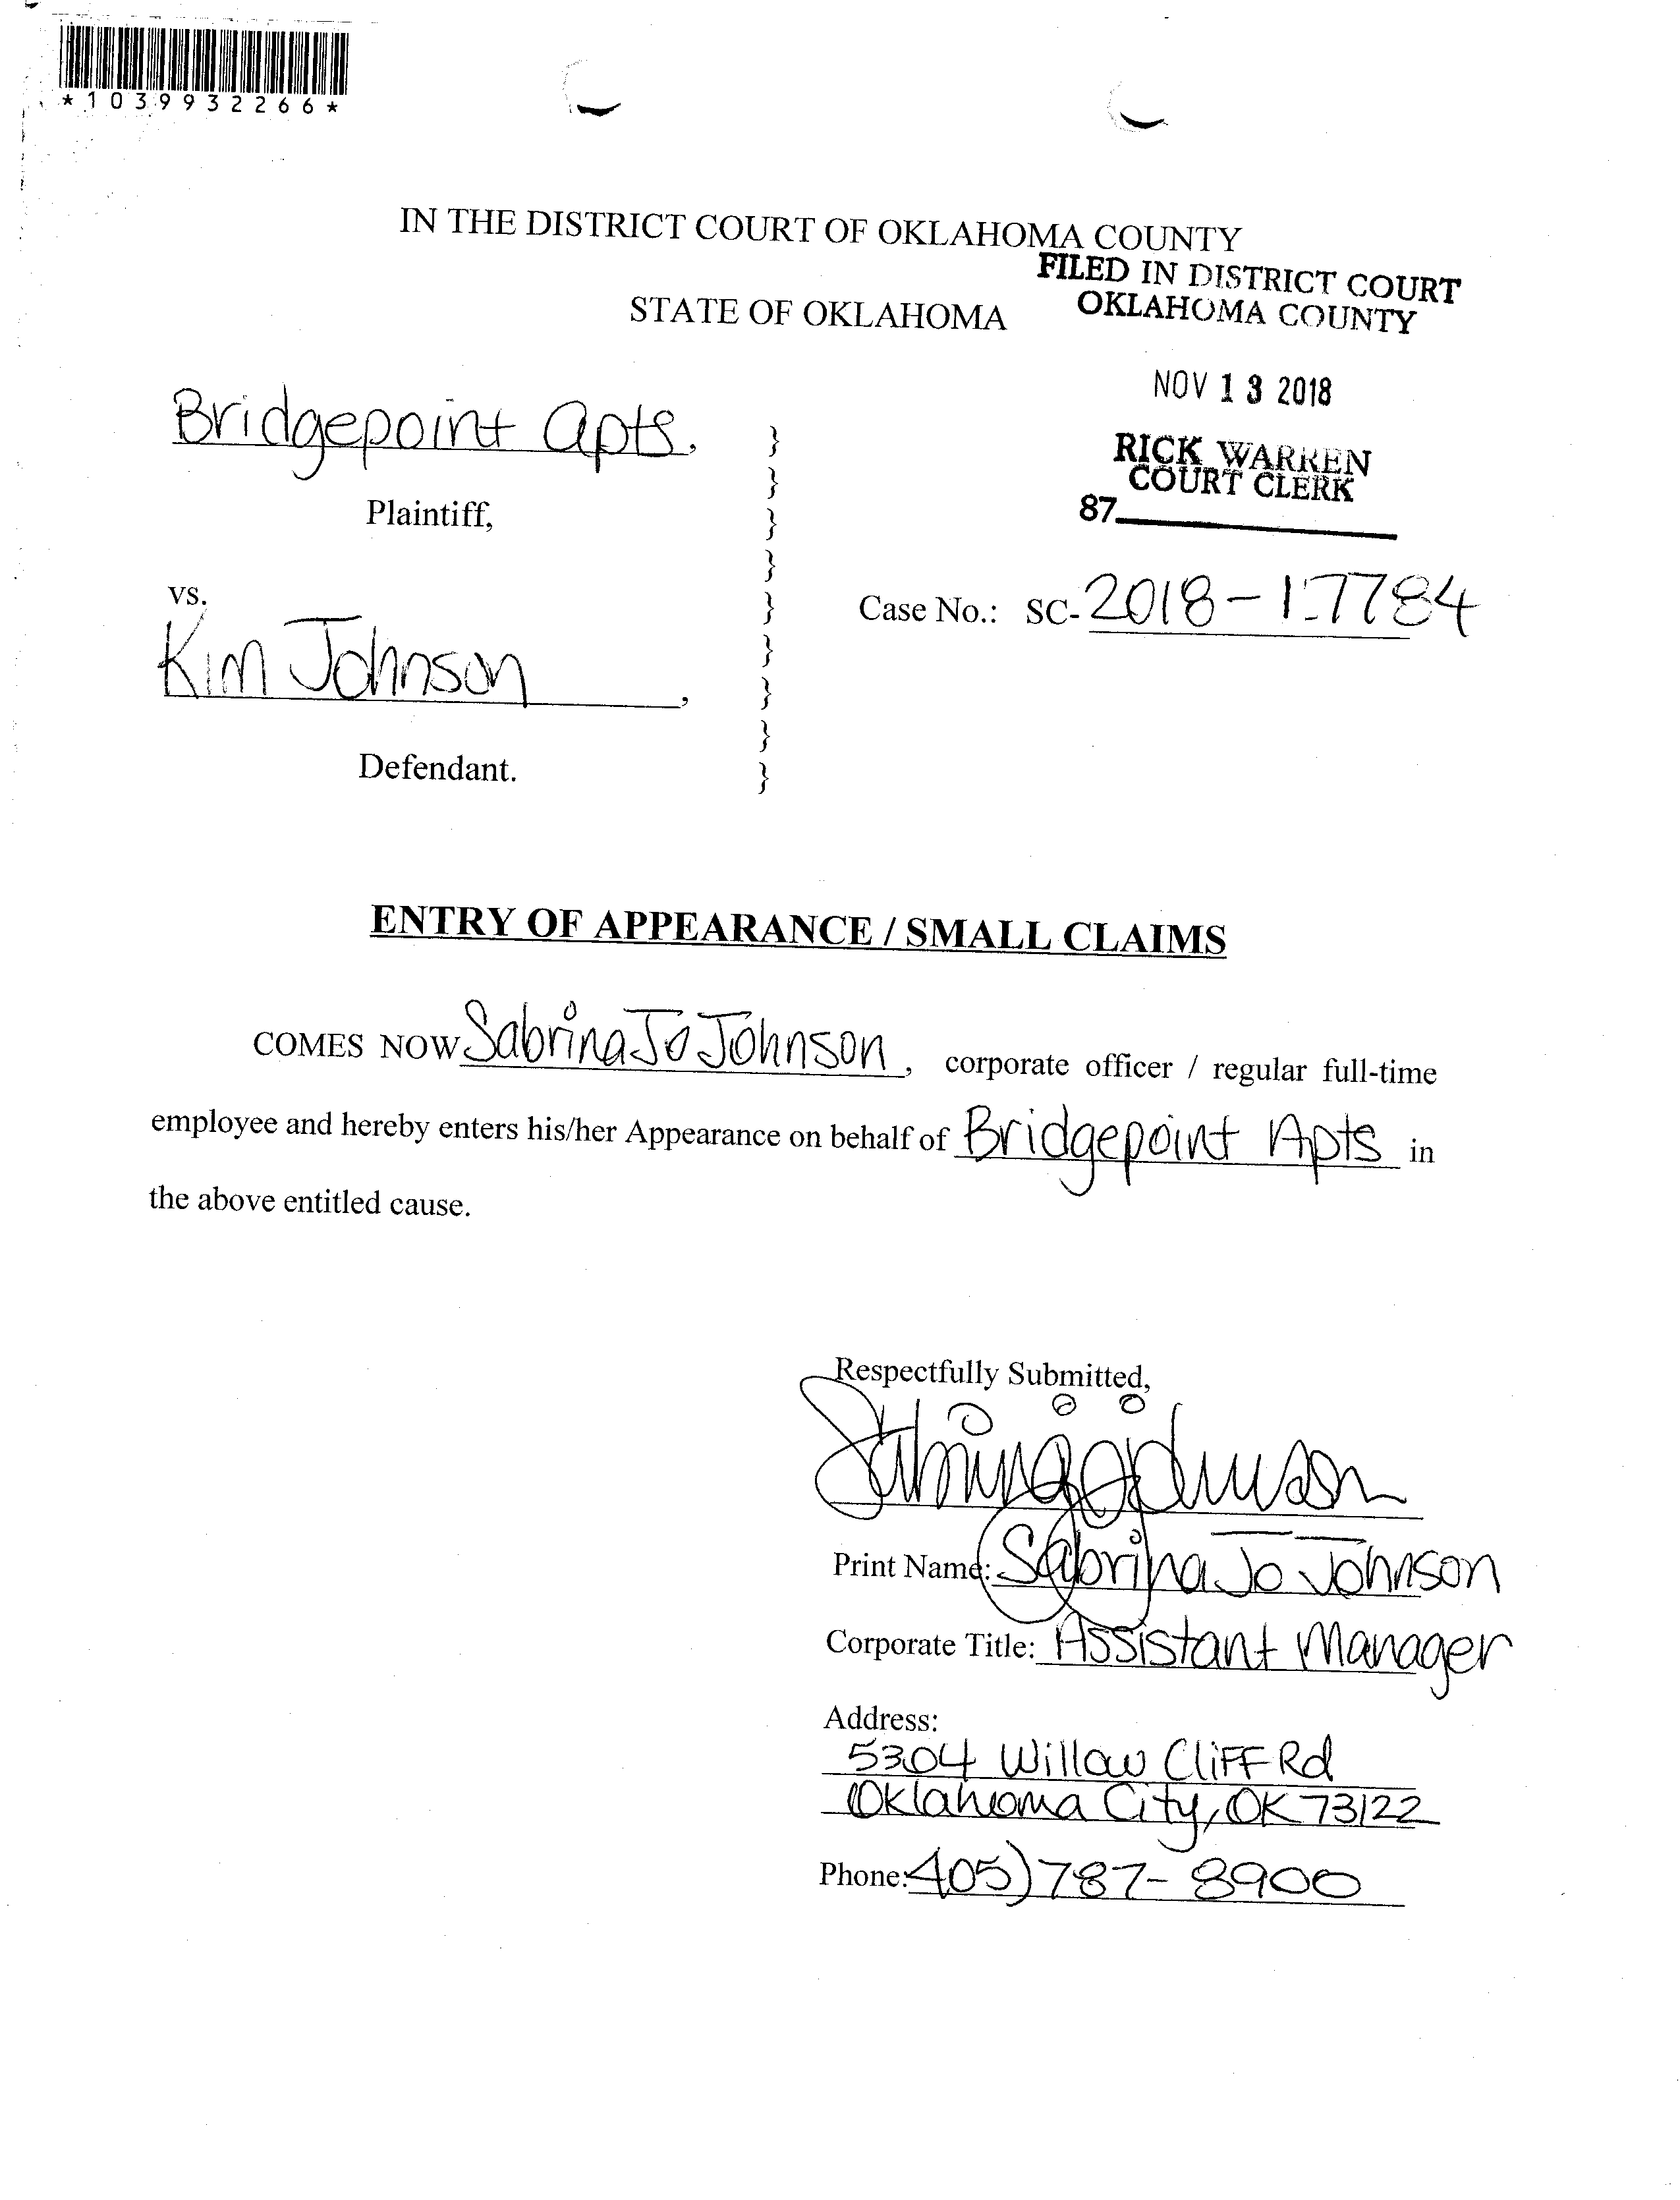 *1039932266*
IN THE DISTRICT COURT OF OKLAHOMA COUNTY
FILED IN DISTRICT COURT
OKLAHOMA COUNTY
STATE OF OKLAHOMA
NOV 13 2018
Bridgepoint Apts.
}
RICK WARREN
COURT CLERK
}
87
Plaintiff,
}
}
vs.
}
Case No.: SC-2018-17784
}
Kim Johnson,
}
}
Defendant.
}
ENTRY OF APPEARANCE / SMALL CLAIMS
COMES NOW Sabrina Jo Johnson, corporate officer / regular full-time
employee and hereby enters his/her Appearance on behalf of Bridgepoint Apts in
the above entitled cause.
Respectfully Submitted,
Sabrina Jo Johnson
Print Name: Sabrina Jo Johnson
Corporate Title: Assistant Manager
Address:
5304 Willow Cliff Rd
Oklahoma City, OK 73122
Phone: 405) 787-8900